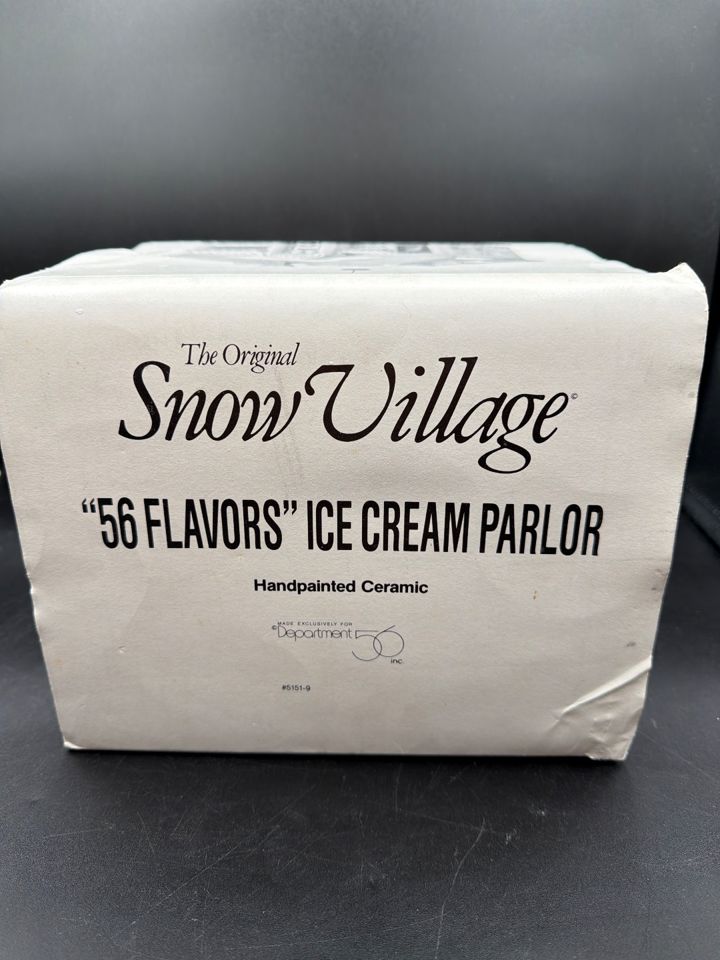 The Original
Snow Village©
“56 FLAVORS” ICE CREAM PARLOR
Handpainted Ceramic
MADE EXCLUSIVELY FOR
©Department 56
inc.
#5151-9